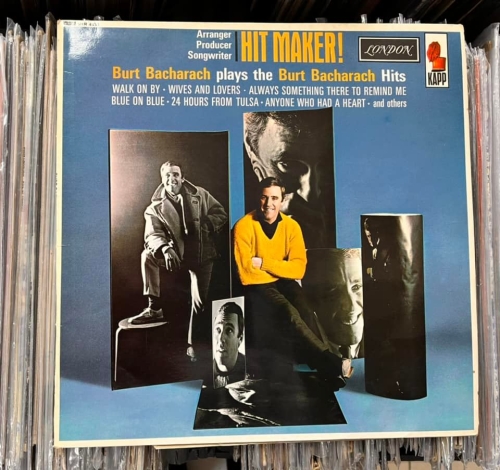 Arranger
Producer
Songwriter
HIT MAKER!
LONDON
KAPP
Burt Bacharach plays the Burt Bacharach Hits
WALK ON BY · WIVES AND LOVERS · ALWAYS SOMETHING THERE TO REMIND ME
BLUE ON BLUE · 24 HOURS FROM TULSA · ANYONE WHO HAD A HEART · and others